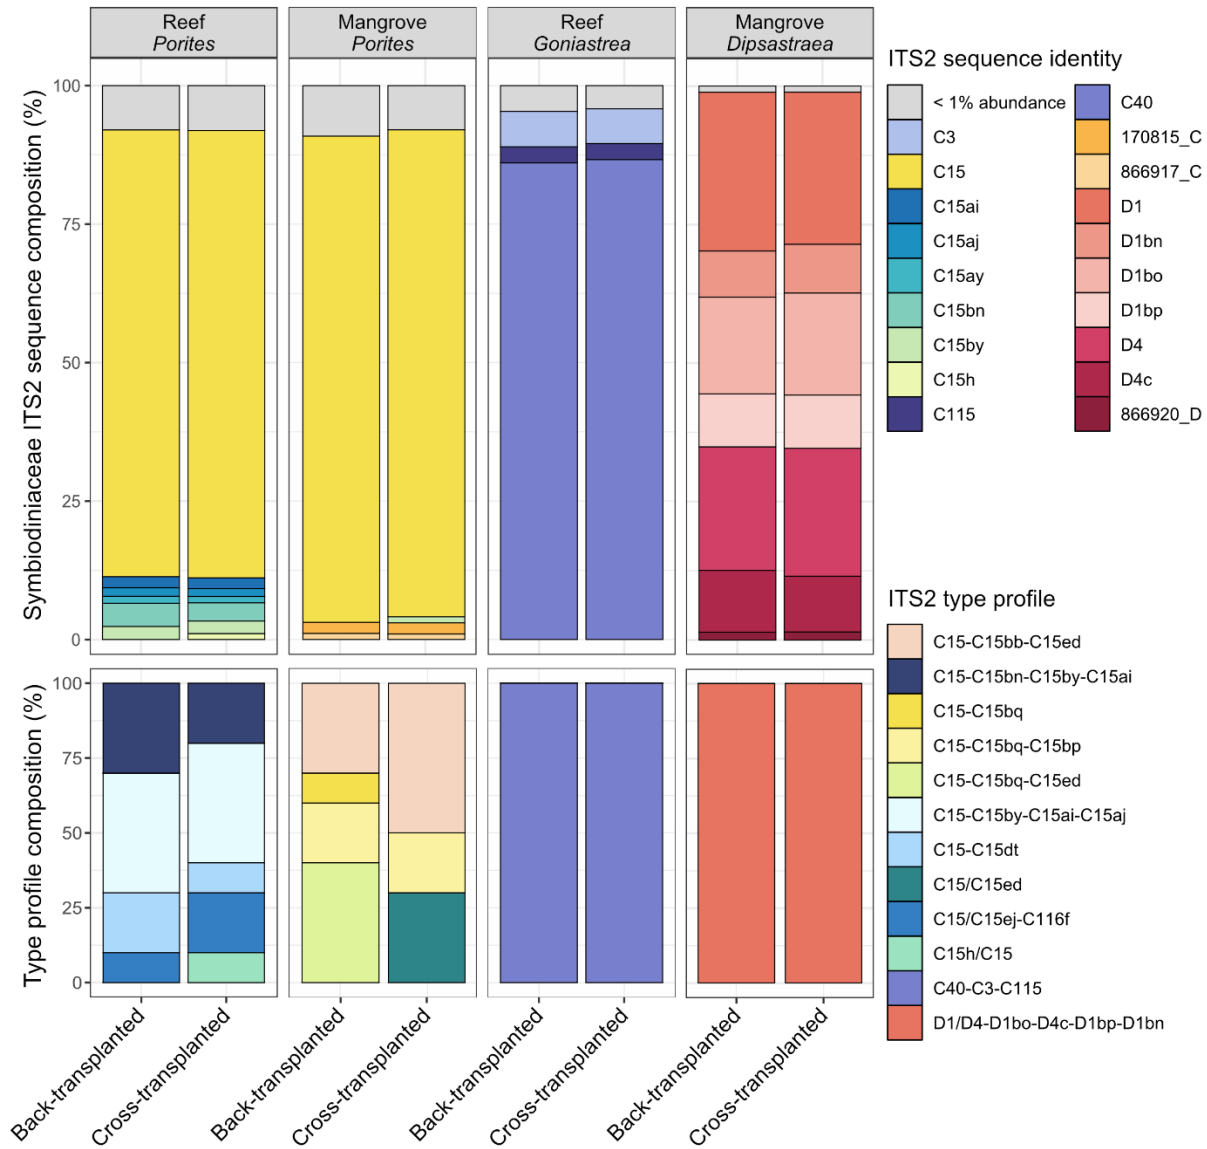 Reef
Porites
Mangrove
Porites
Reef
Goniastrea
Mangrove
Dipsastraea
Symbiodiniaceae ITS2 sequence composition (%)
100
75
50
25
0
ITS2 sequence identity
< 1% abundance
C3
C15
C15ai
C15aj
C15ay
C15bn
C15by
C15h
C115
C40
170815_C
866917_C
D1
D1bn
D1bo
D1bp
D4
D4c
866920_D
Type profile composition (%)
100
75
50
25
0
Back-transplanted
Cross-transplanted
Back-transplanted
Cross-transplanted
Back-transplanted
Cross-transplanted
Back-transplanted
Cross-transplanted
ITS2 type profile
C15-C15bb-C15ed
C15-C15bn-C15by-C15ai
C15-C15bq
C15-C15bq-C15bp
C15-C15bq-C15ed
C15-C15by-C15ai-C15aj
C15-C15dt
C15/C15ed
C15/C15ej-C116f
C15h/C15
C40-C3-C115
D1/D4-D1bo-D4c-D1bp-D1bn